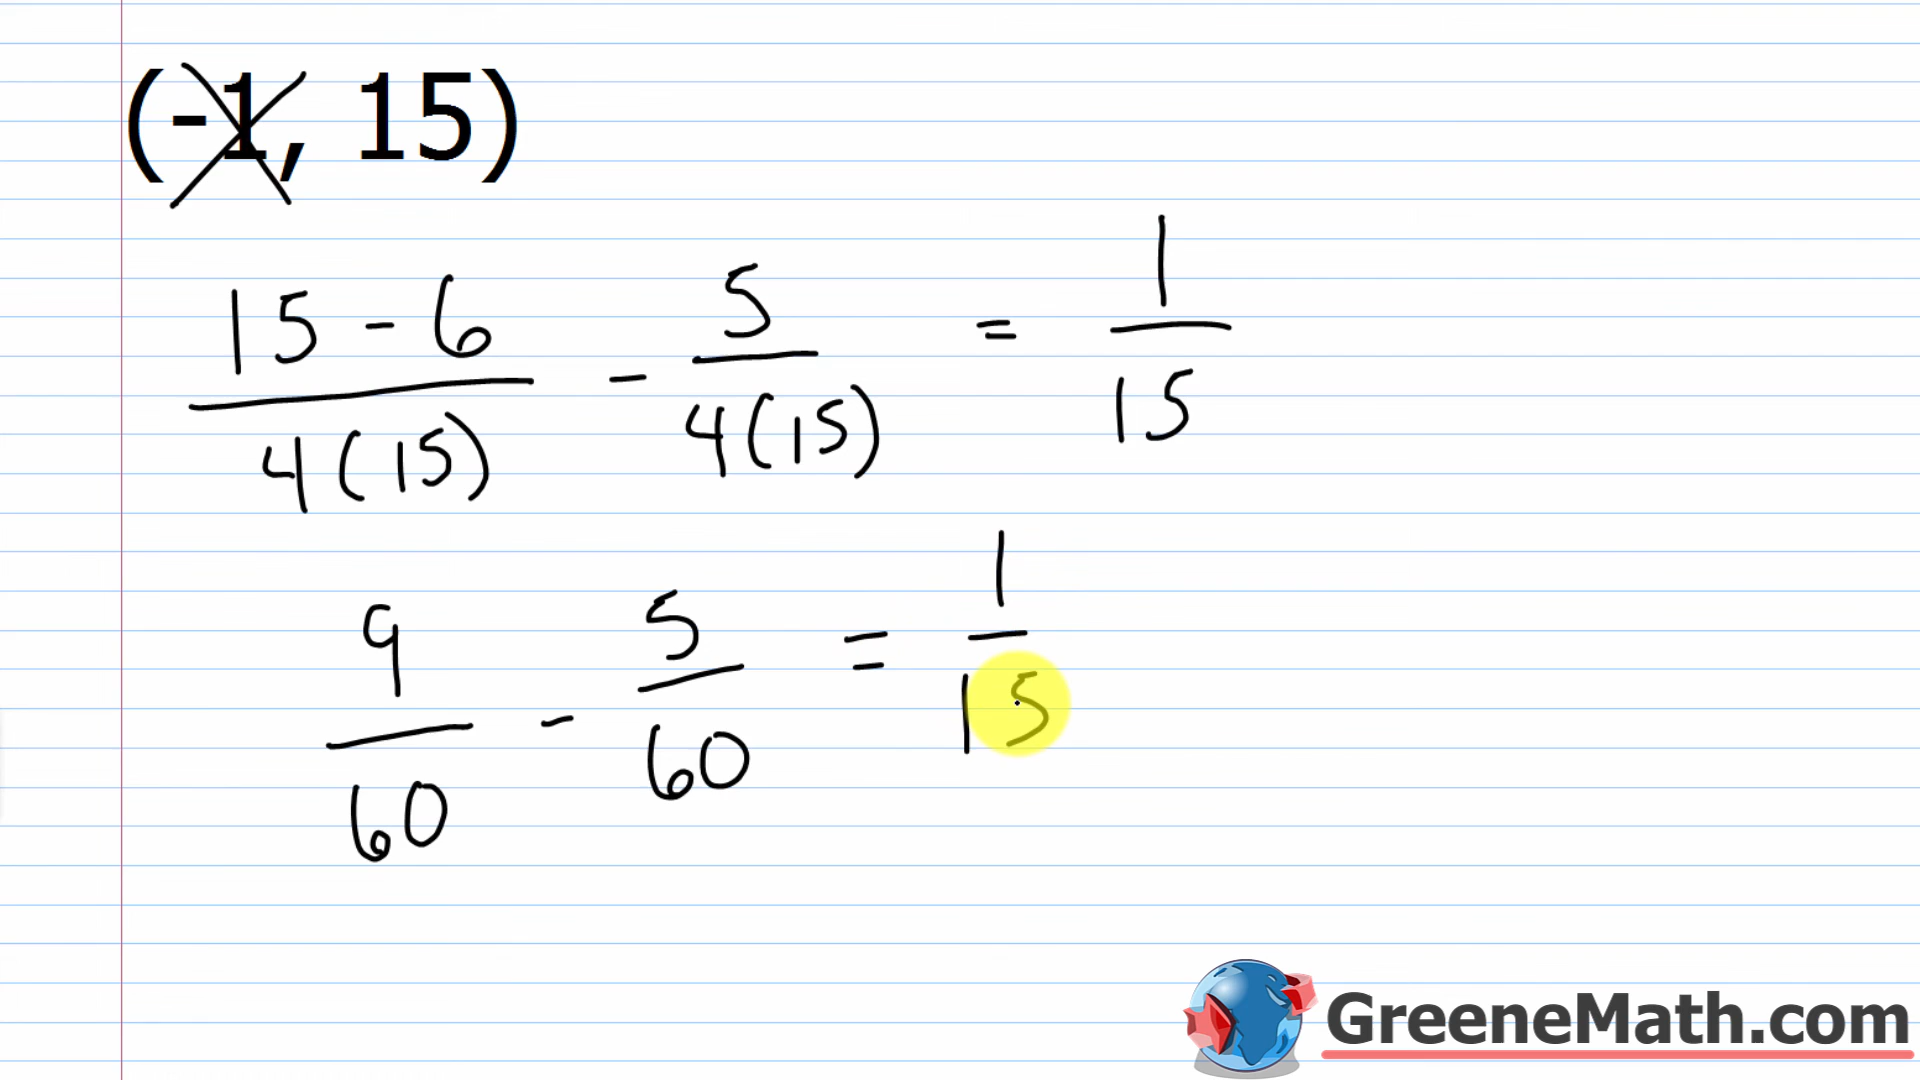 (-1, 15)
15 - 6 / 4(15) - 5 / 4(15) = 1 / 15
9 / 60 - 5 / 60 = 1 / 15
GreeneMath.com